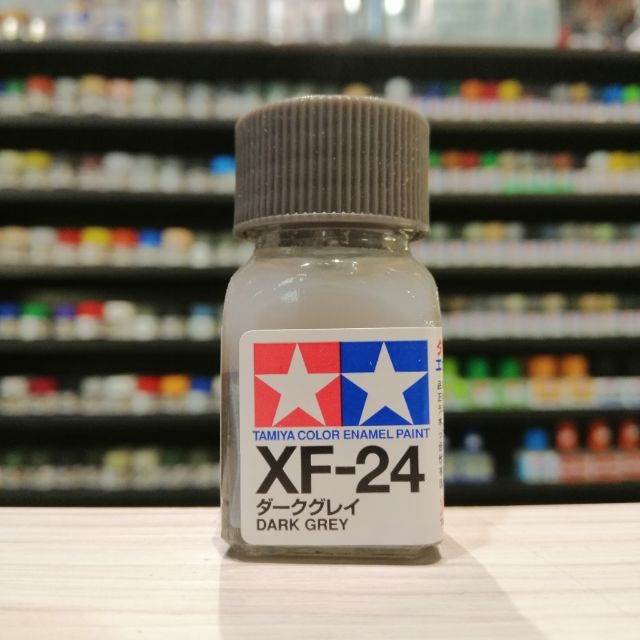 TAMIYA COLOR ENAMEL PAINT
XF-24
ダークグレイ
DARK GREY